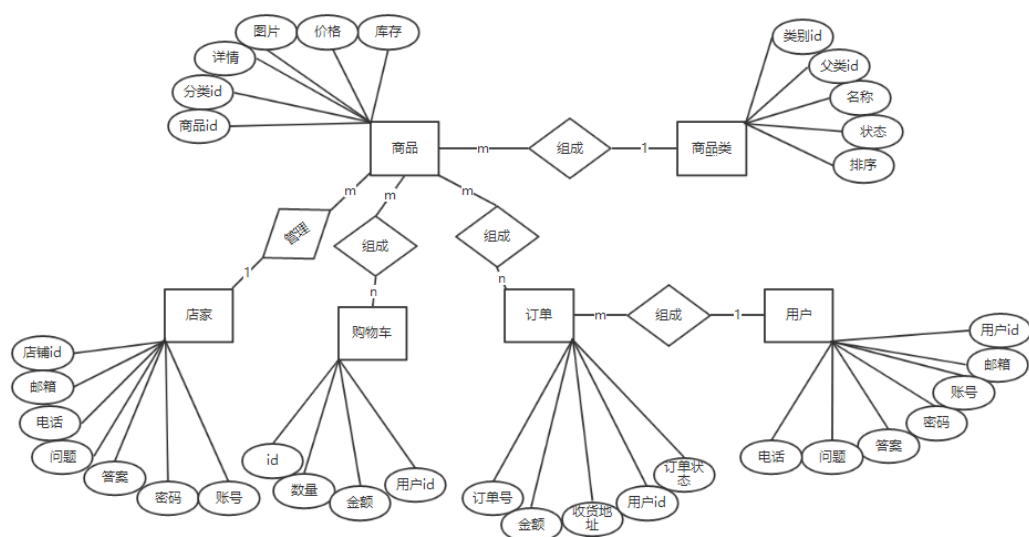 图片
价格
库存
详情
分类id
商品id
类别id
父类id
名称
状态
排序
商品
m
组成
1
商品类
m
m
m
管理
组成
组成
1
n
n
店家
购物车
订单
m
组成
1
用户
店铺id
邮箱
电话
问题
答案
密码
账号
id
数量
金额
用户id
订单号
金额
收货地
址
用户id
订单状
态
用户id
邮箱
账号
密码
答案
问题
电话